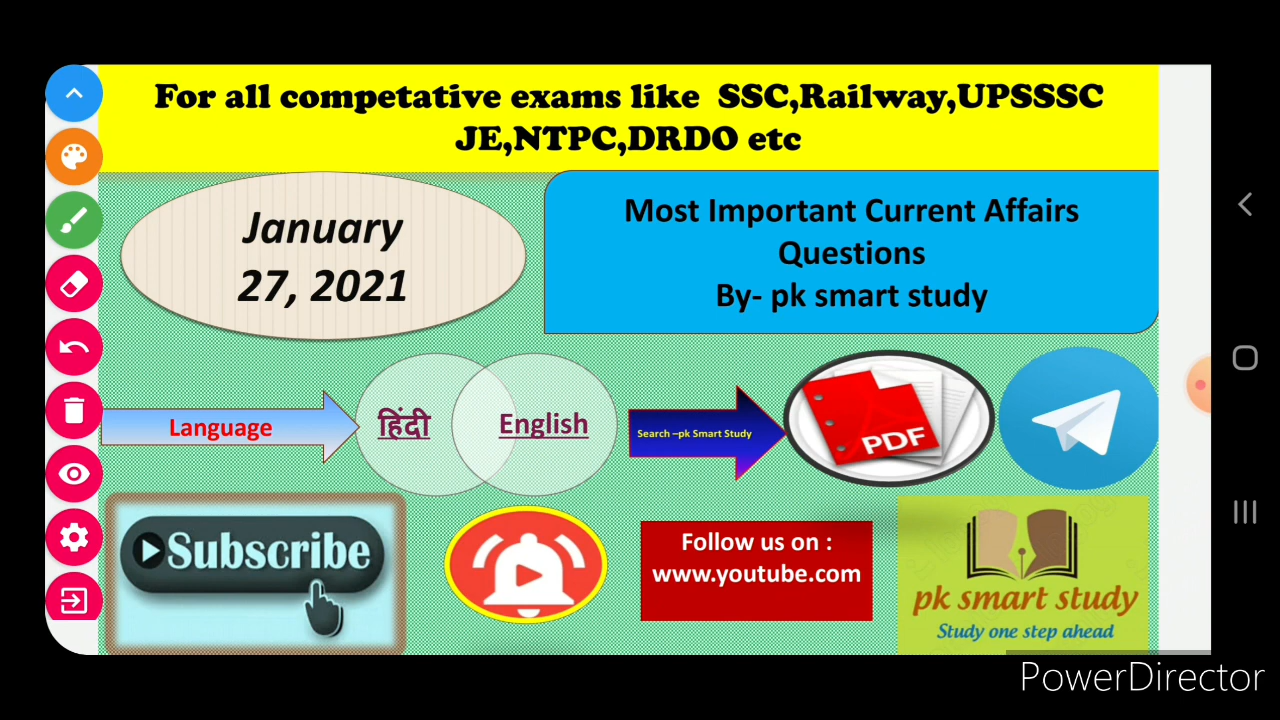 For all competative exams like SSC,Railway,UPSSSC
JE,NTPC,DRDO etc
January
27, 2021
Most Important Current Affairs
Questions
By- pk smart study
Language
हिंदी
English
Search –pk Smart Study
PDF
Subscribe
Follow us on :
www.youtube.com
pk smart study
Study one step ahead
PowerDirector